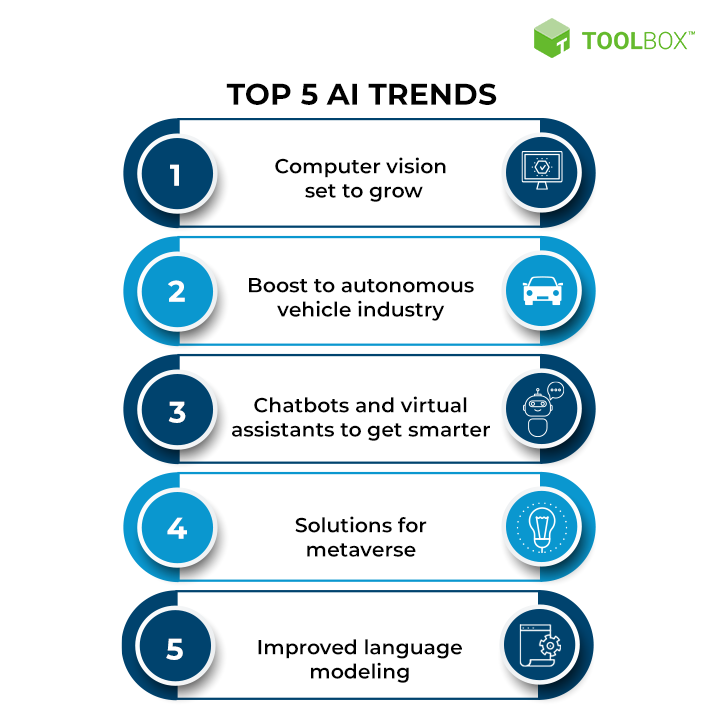 TOOLBOX™
TOP 5 AI TRENDS
1
Computer vision
set to grow
2
Boost to autonomous
vehicle industry
3
Chatbots and virtual
assistants to get smarter
4
Solutions for
metaverse
5
Improved language
modeling